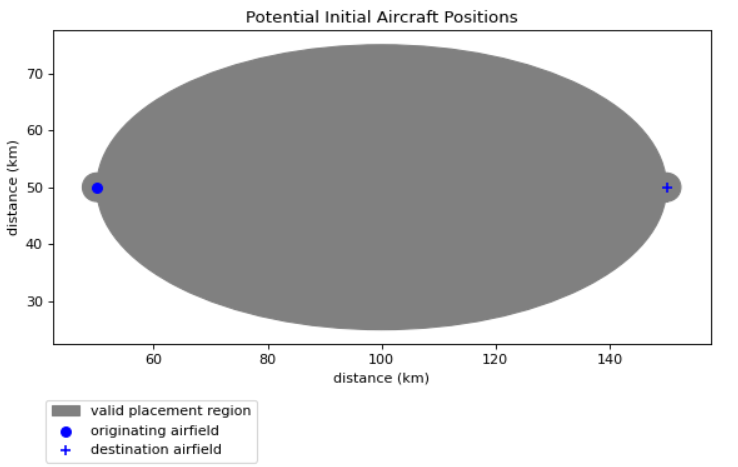 Potential Initial Aircraft Positions
70
60
50
40
30
distance (km)
60 80 100 120 140
distance (km)
valid placement region
originating airfield
destination airfield